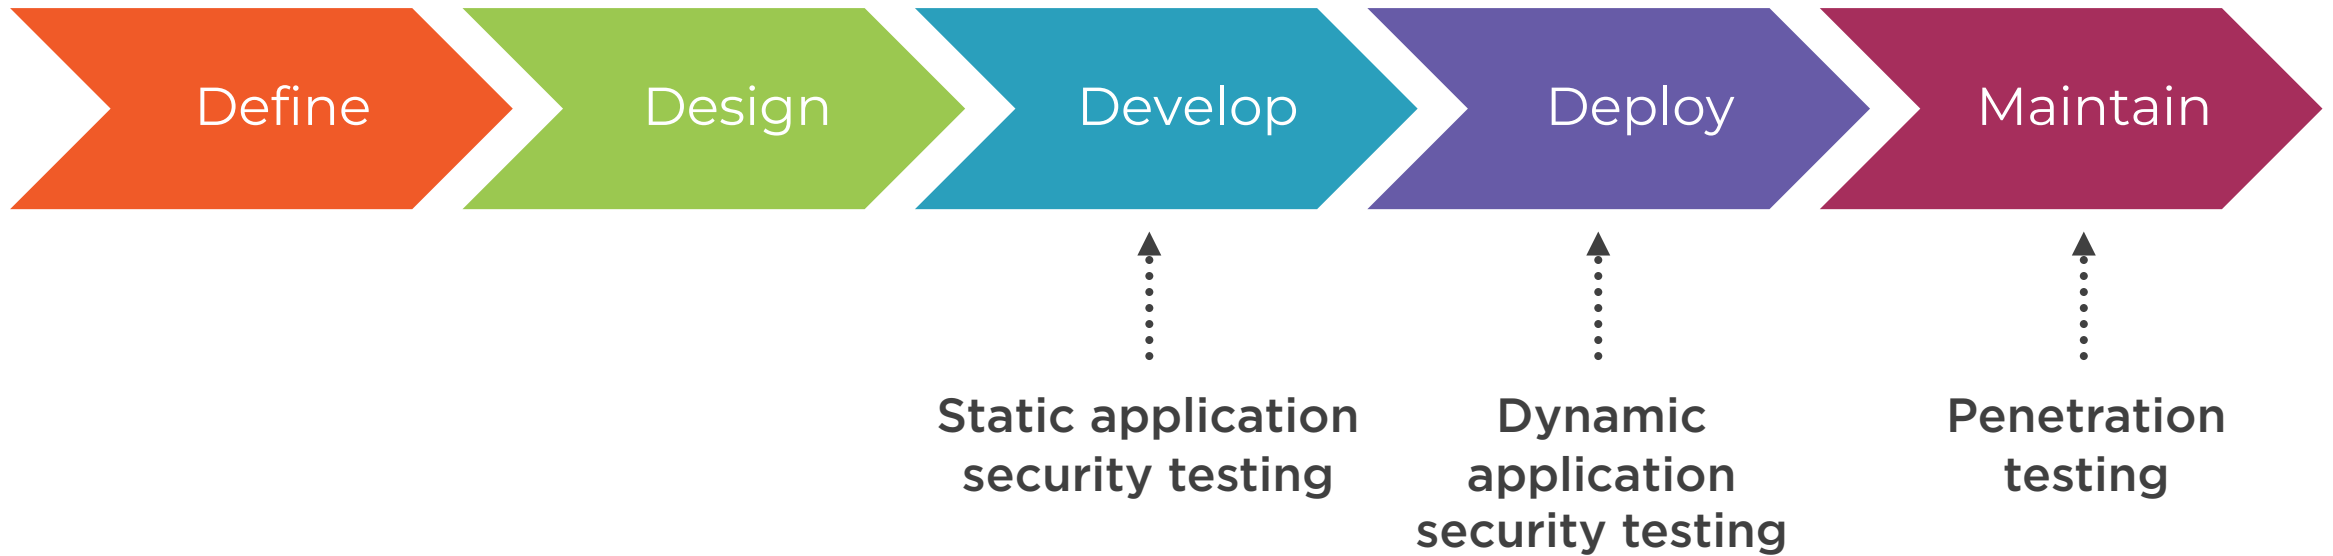 Define
Design
Develop
Deploy
Maintain
Static application
security testing
Dynamic
application
security testing
Penetration
testing